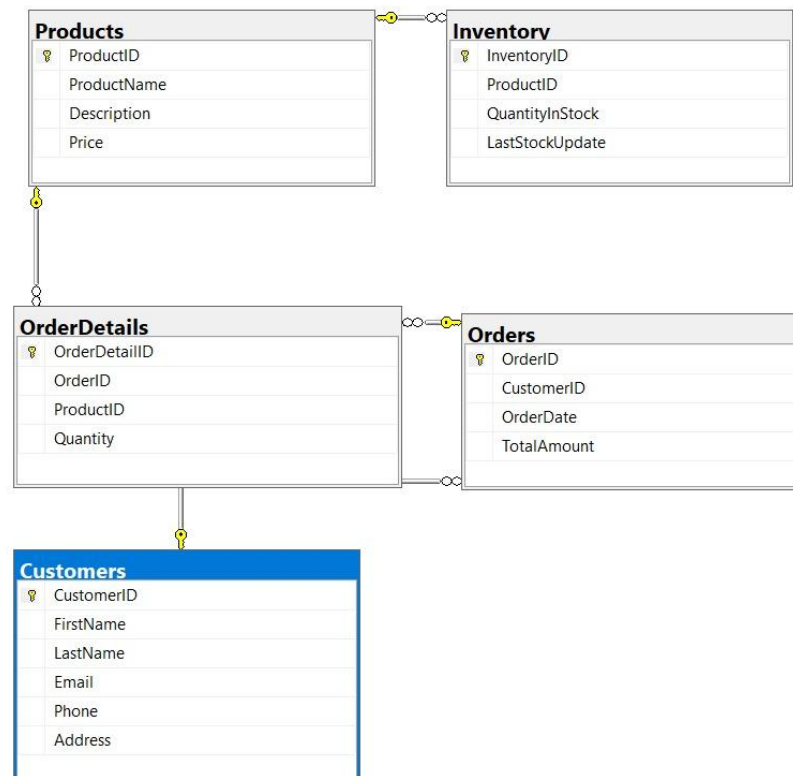 Products
ProductID
ProductName
Description
Price
Inventory
InventoryID
ProductID
QuantityInStock
LastStockUpdate
OrderDetails
OrderDetailID
OrderID
ProductID
Quantity
Orders
OrderID
CustomerID
OrderDate
TotalAmount
Customers
CustomerID
FirstName
LastName
Email
Phone
Address